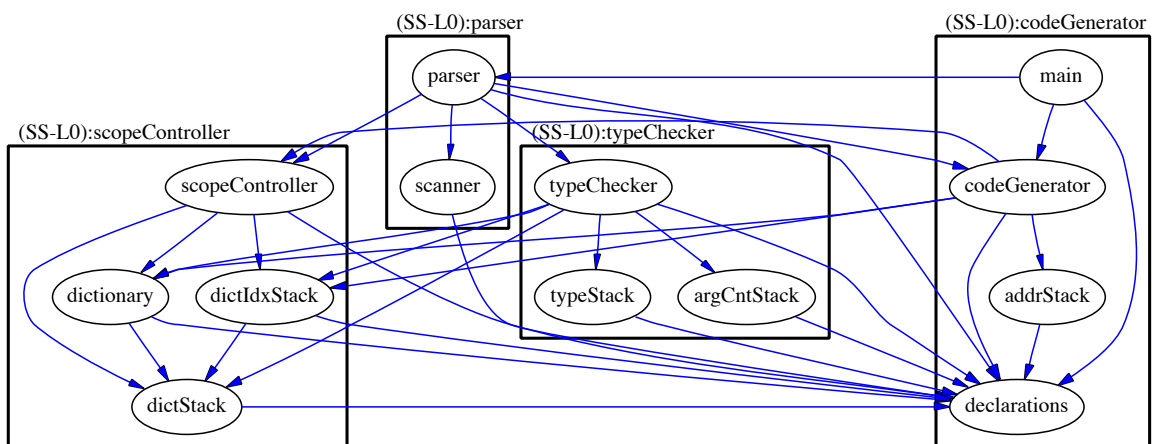 (SS-L0):parser
(SS-L0):codeGenerator
parser
main
(SS-L0):scopeController
(SS-L0):typeChecker
scopeController
scanner
typeChecker
codeGenerator
dictionary
dictIdxStack
typeStack
argCntStack
addrStack
dictStack
declarations